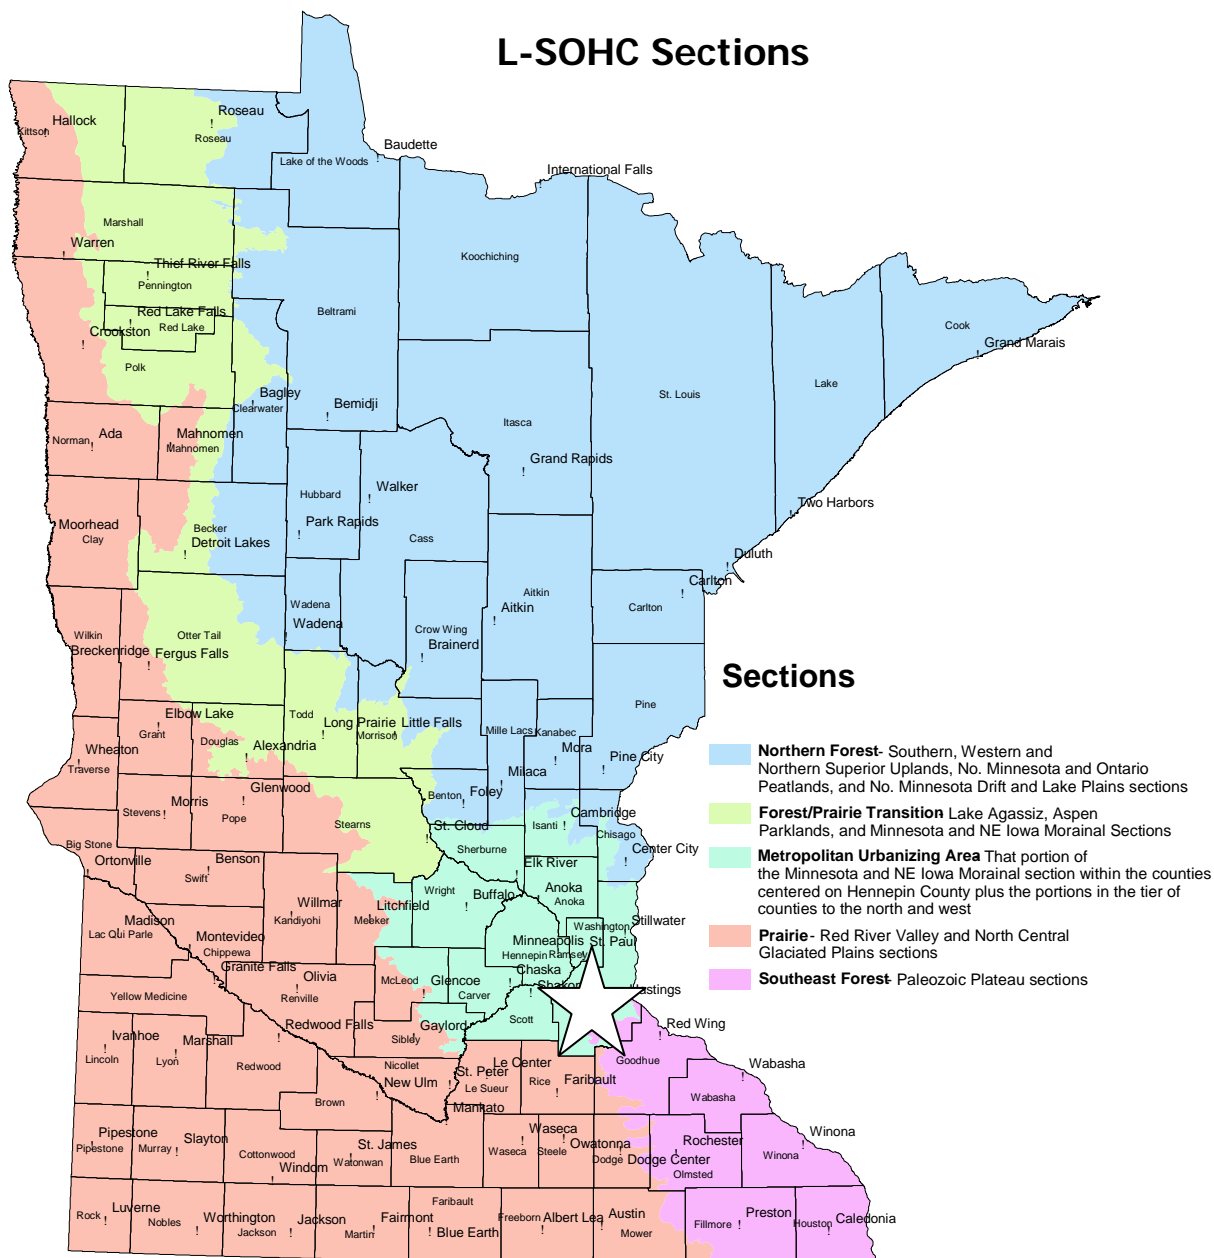 L-SOHC Sections
Hallock
Kittson
Roseau
Roseau
Baudette
Lake of the Woods
International Falls
Marshall
Warren
Thief River Falls
Pennington
Koochiching
Red Lake Falls
Red Lake
Crookston
Polk
Beltrami
Cook
Grand Marais
Lake
St. Louis
Bagley
Clearwater
Bemidji
Itasca
Grand Rapids
Norman
Ada
Mahnomen
Mahnomen
Hubbard
Walker
Park Rapids
Cass
Two Harbors
Moorhead
Clay
Becker
Detroit Lakes
Duluth
Carlton
Carlton
Aitkin
Aitkin
Wadena
Wadena
Crow Wing
Brainerd
Wilkin
Breckenridge
Otter Tail
Fergus Falls
Sections
Pine
Elbow Lake
Grant
Douglas
Alexandria
Todd
Long Prairie
Morrison
Little Falls
Mille Lacs
Kanabec
Mora
Pine City
Wheaton
Traverse
Milaca
Northern Forest- Southern, Western and
Northern Superior Uplands, No. Minnesota and Ontario
Peatlands, and No. Minnesota Drift and Lake Plains sections
Forest/Prairie Transition Lake Agassiz, Aspen
Parklands, and Minnesota and NE Iowa Morainal Sections
Metropolitan Urbanizing Area That portion of
the Minnesota and NE Iowa Morainal section within the counties
centered on Hennepin County plus the portions in the tier of
counties to the north and west
Prairie- Red River Valley and North Central
Glaciated Plains sections
Southeast Forest- Paleozoic Plateau sections
Glenwood
Morris
Stevens
Pope
Benton
Foley
Stearns
St. Cloud
Isanti
Cambridge
Chisago
Center City
Big Stone
Ortonville
Benson
Swift
Sherburne
Elk River
Anoka
Anoka
Wright
Buffalo
Willmar
Kandiyohi
Litchfield
Meeker
Madison
Lac Qui Parle
Montevideo
Chippewa
Washington
Stillwater
Minneapolis
St. Paul
Hennepin
Ramsey
Granite Falls
Olivia
Renville
McLeod
Glencoe
Carver
Chaska
Shakop
Hastings
Yellow Medicine
Scott
Red Wing
Goodhue
Ivanhoe
Lincoln
Marshall
Lyon
Redwood Falls
Redwood
Gaylord
Sibley
Nicollet
New Ulm
St. Peter
Le Center
Le Sueur
Rice
Faribault
Wabasha
Wabasha
Brown
Mankato
Pipestone
Pipestone
Slayton
Murray
Cottonwood
Windom
St. James
Watonwan
Blue Earth
Waseca
Waseca
Owatonna
Steele
Dodge
Dodge Center
Rochester
Olmsted
Winona
Winona
Luverne
Rock
Nobles
Worthington
Jackson
Jackson
Fairmont
Martin
Faribault
Blue Earth
Freeborn
Albert Lea
Austin
Mower
Preston
Fillmore
Houston
Caledonia